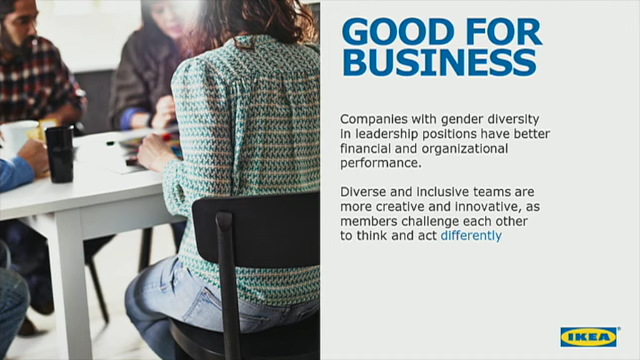 GOOD FOR
BUSINESS
Companies with gender diversity
in leadership positions have better
financial and organizational
performance.
Diverse and inclusive teams are
more creative and innovative, as
members challenge each other
to think and act differently
IKEA